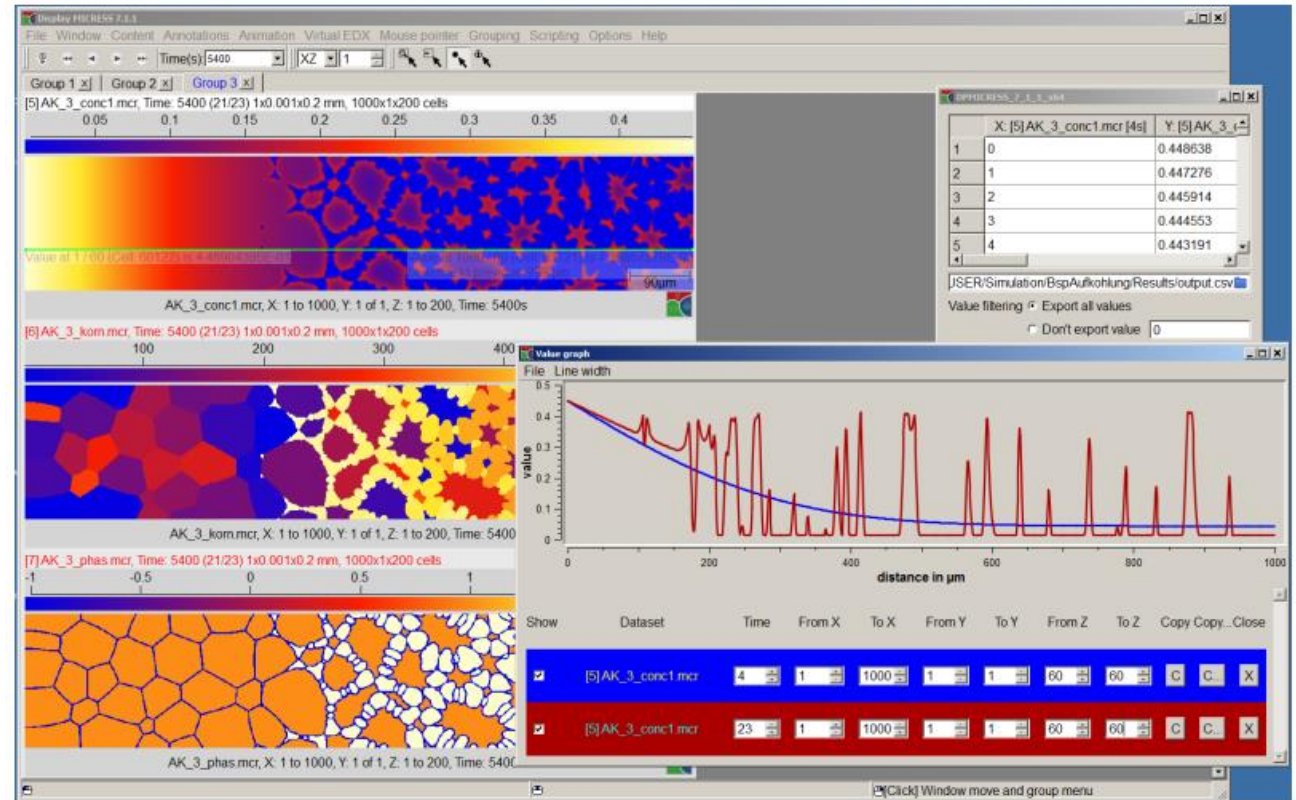 Display MICRESS 7.1.1
File Window Content Annotations Animation Virtual EDX Mouse pointer Grouping Scripting Options Help
Time(s): 5400 XZ 1
Group 1 Group 2 Group 3
[5] AK_3_conc1.mcr, Time: 5400 (21/23) 1x0.001x0.2 mm, 1000x1x200 cells
0.05 0.1 0.15 0.2 0.25 0.3 0.35 0.4
90µm
AK_3_conc1.mcr, X: 1 to 1000, Y: 1 of 1, Z: 1 to 200, Time: 5400s
[6] AK_3_korn.mcr, Time: 5400 (21/23) 1x0.001x0.2 mm, 1000x1x200 cells
100 200 300 400
AK_3_korn.mcr, X: 1 to 1000, Y: 1 of 1, Z: 1 to 200, Time: 5400
[7] AK_3_phas.mcr, Time: 5400 (21/23) 1x0.001x0.2 mm, 1000x1x200 cells
-1 -0.5 0 0.5 1
AK_3_phas.mcr, X: 1 to 1000, Y: 1 of 1, Z: 1 to 200, Time: 5400
DPMICRESS_7_1_1_x64
X: [5] AK_3_conc1.mcr [4s] Y: [5] AK_3_
1 0 0.448638
2 1 0.447276
3 2 0.445914
4 3 0.444553
5 4 0.443191
JSER/Simulation/BspAufkohlung/Results/output.csv
Value filtering Export all values
Don't export value 0
Value graph
File Line width
value
0.5
0.4
0.3
0.2
0.1
0
0 200 400 600 800 1000
distance in µm
Show Dataset Time From X To X From Y To Y From Z To Z Copy Copy... Close
[5] AK_3_conc1.mcr 4 1 1000 1 1 60 60 C C... X
[5] AK_3_conc1.mcr 23 1 1000 1 1 60 60 C C... X
[Click] Window move and group menu